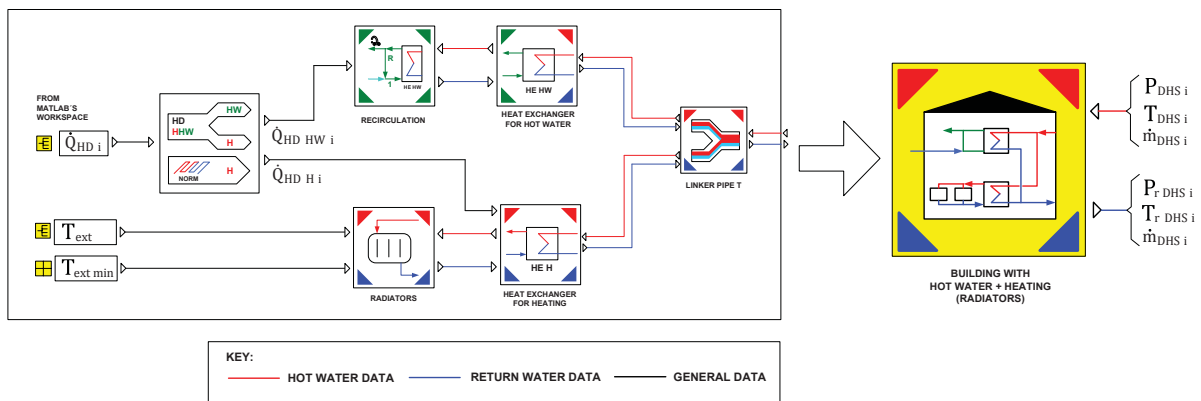 FROM
MATLAB´S
WORKSPACE
Q̇HD i
HD
HHW
HW
H
NORM
H
Q̇HD HW i
Q̇HD H i
R
1
HE HW
RECIRCULATION
HE HW
HEAT EXCHANGER
FOR HOT WATER
LINKER PIPE T
Text
Text min
RADIATORS
HE H
HEAT EXCHANGER
FOR HEATING
PDHS i
TDHS i
ṁDHS i
Pr DHS i
Tr DHS i
ṁDHS i
BUILDING WITH
HOT WATER + HEATING
(RADIATORS)
KEY:
HOT WATER DATA
RETURN WATER DATA
GENERAL DATA